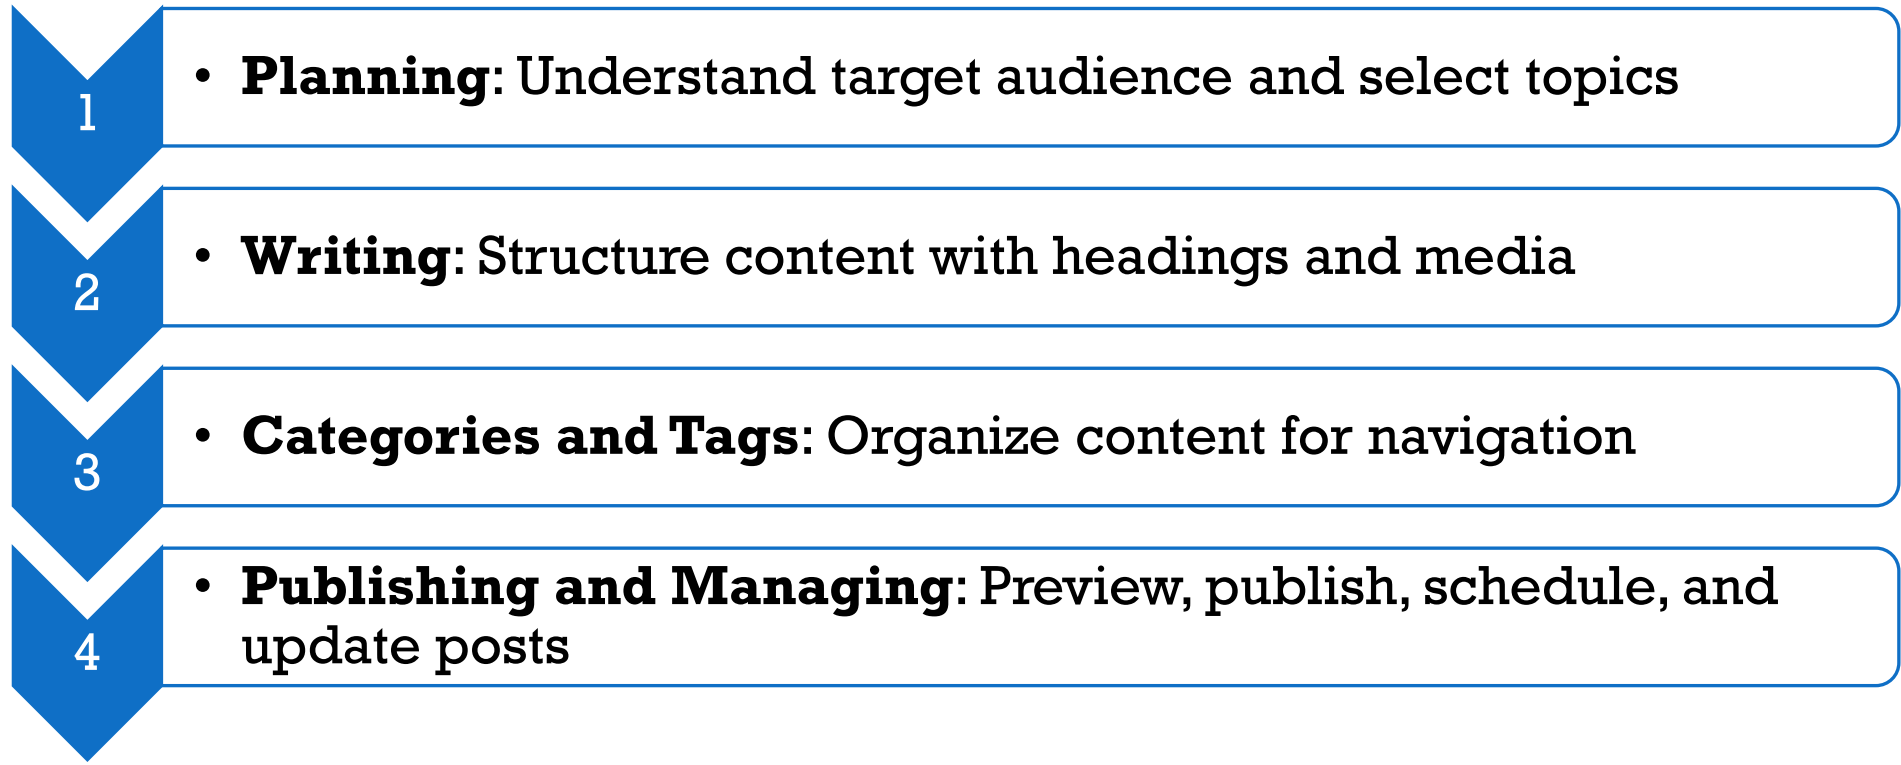 1
• Planning: Understand target audience and select topics
2
• Writing: Structure content with headings and media
3
• Categories and Tags: Organize content for navigation
4
• Publishing and Managing: Preview, publish, schedule, and
update posts